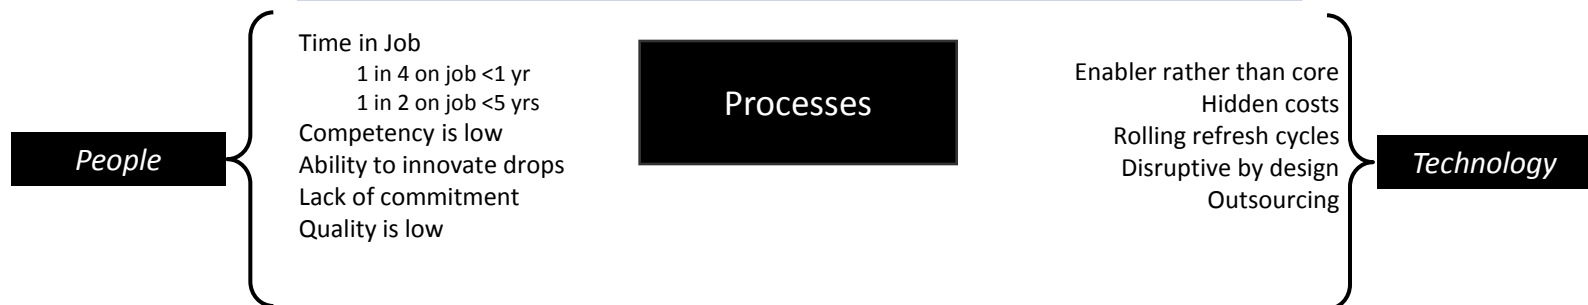 People
Time in Job
1 in 4 on job <1 yr
1 in 2 on job <5 yrs
Competency is low
Ability to innovate drops
Lack of commitment
Quality is low
Processes
Enabler rather than core
Hidden costs
Rolling refresh cycles
Disruptive by design
Outsourcing
Technology